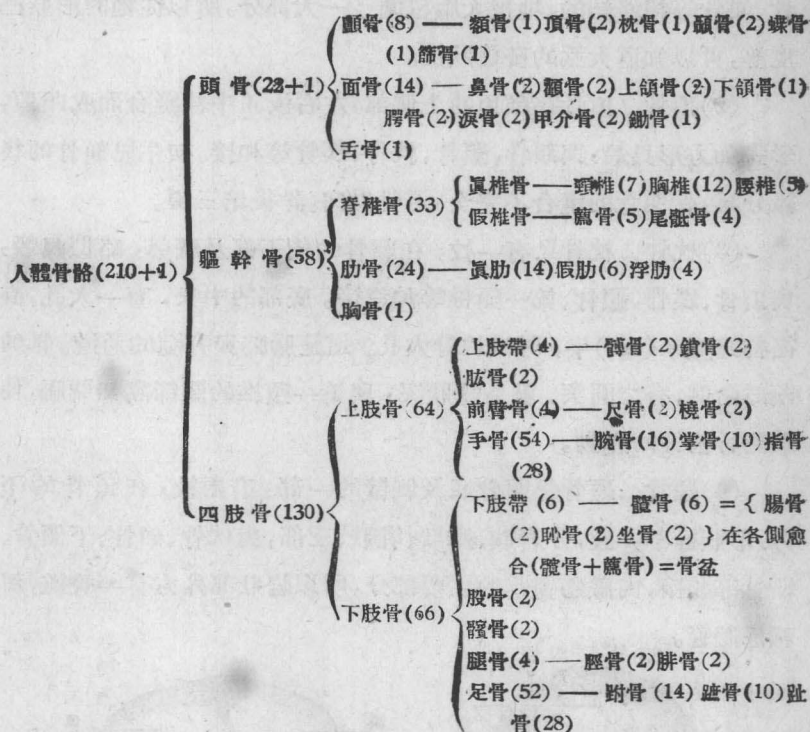 人體骨骼(210+1)
頭骨(22+1)
顱骨(8)——額骨(1)頂骨(2)枕骨(1)顳骨(2)蝶骨
(1)篩骨(1)
面骨(14)——鼻骨(2)顴骨(2)上頜骨(2)下頜骨(1)
腭骨(2)淚骨(2)甲介骨(2)鋤骨(1)
舌骨(1)
軀幹骨(58)
脊椎骨(33)
眞椎骨——頸椎(7)胸椎(12)腰椎(5)
假椎骨——薦骨(5)尾骶骨(4)
肋骨(24)——眞肋(14)假肋(6)浮肋(4)
胸骨(1)
四肢骨(130)
上肢骨(64)
上肢帶(4)——髆骨(2)鎖骨(2)
肱骨(2)
前臂骨(4)——尺骨(2)橈骨(2)
手骨(54)——腕骨(16)掌骨(10)指骨
(28)
下肢骨(66)
下肢帶(6)——髖骨(6)={腸骨
(2)恥骨(2)坐骨(2)}在各側愈
合(髖骨+薦骨)=骨盆
股骨(2)
髕骨(2)
腿骨(4)——脛骨(2)腓骨(2)
足骨(52)——跗骨(14)蹠骨(10)趾
骨(28)